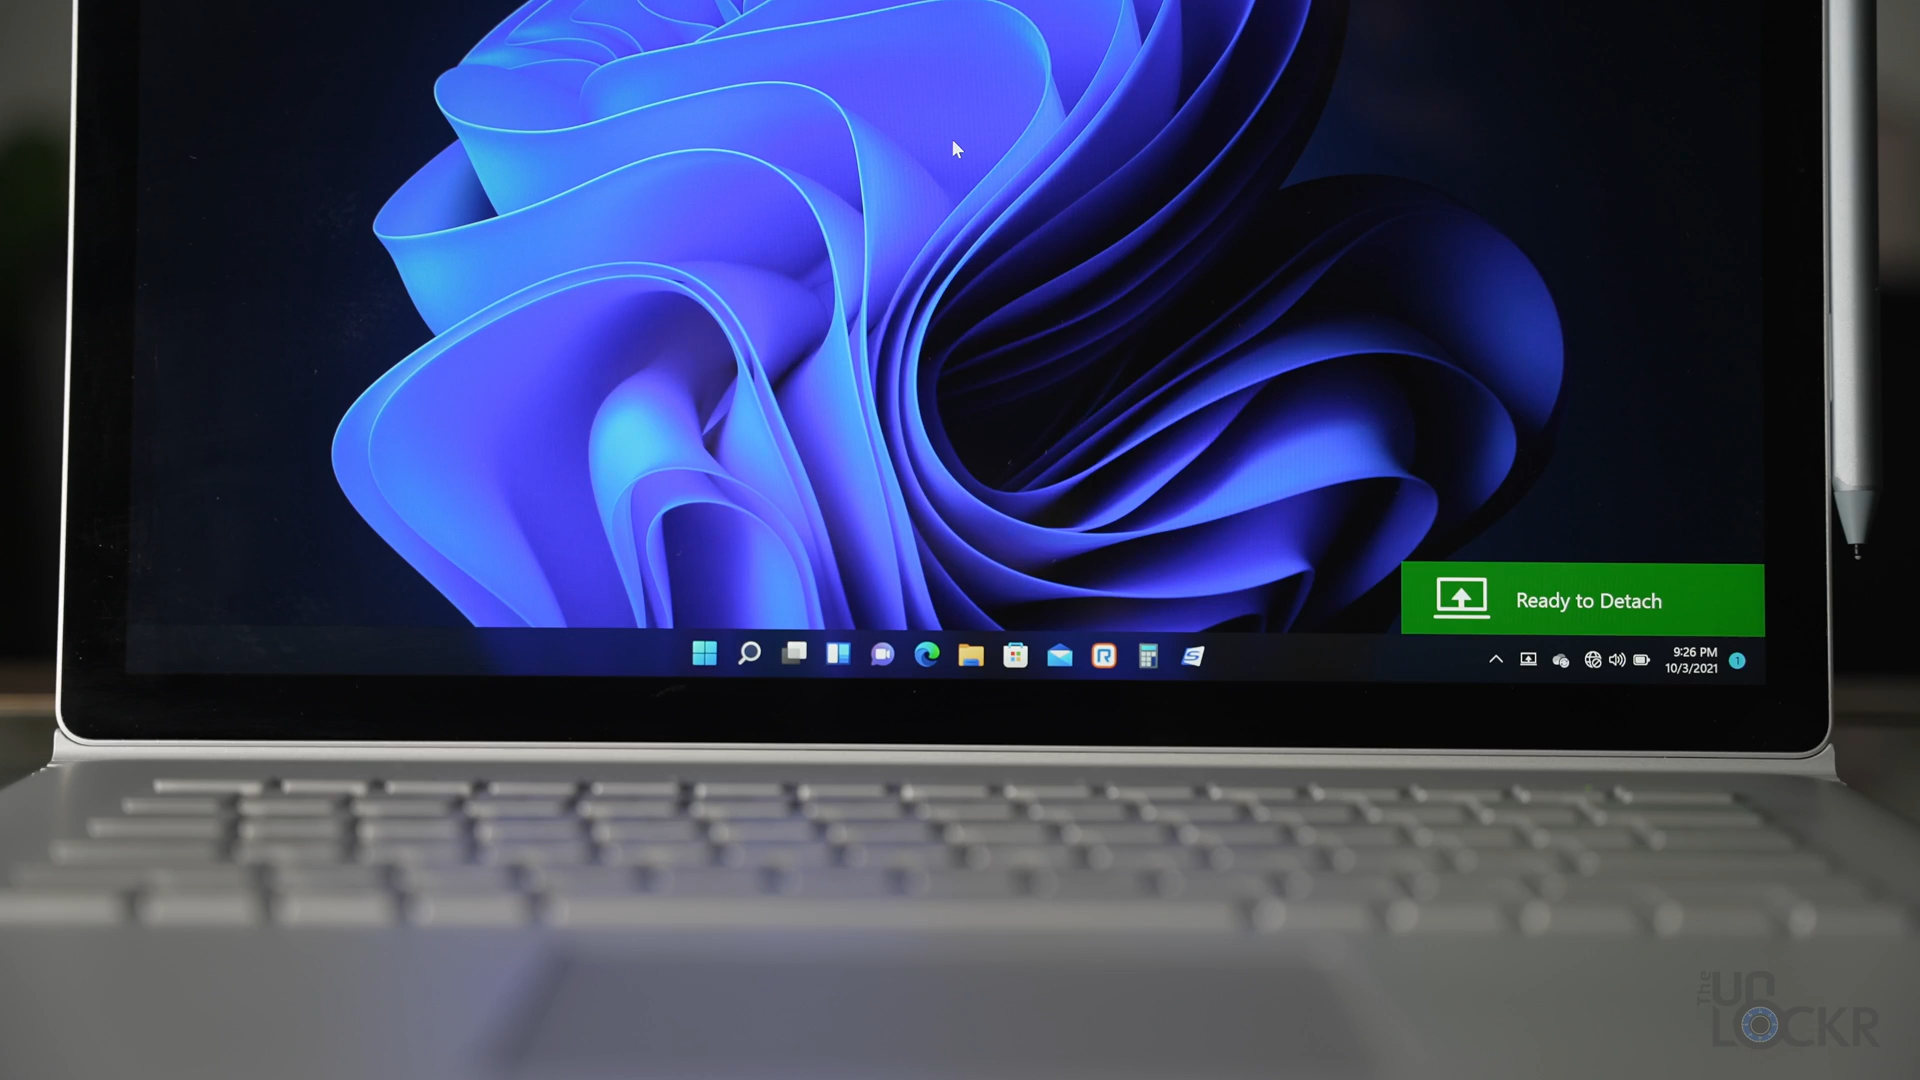 Ready to Detach
9:26 PM
10/3/2021
1
R
S
The
UN
LOCKR